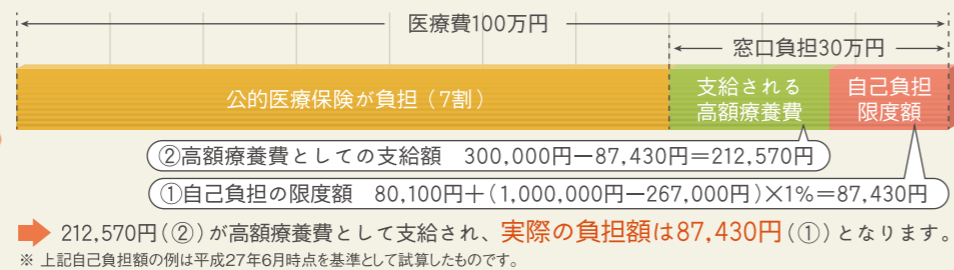 医療費100万円
窓口負担30万円
公的医療保険が負担（7割）
支給される
高額療養費
自己負担
限度額
②高額療養費としての支給額　300,000円ー87,430円＝212,570円
①自己負担の限度額　80,100円＋（1,000,000円ー267,000円）×1％＝87,430円
212,570円（②）が高額療養費として支給され、実際の負担額は87,430円（①）となります。
※ 上記自己負担額の例は平成27年6月時点を基準として試算したものです。